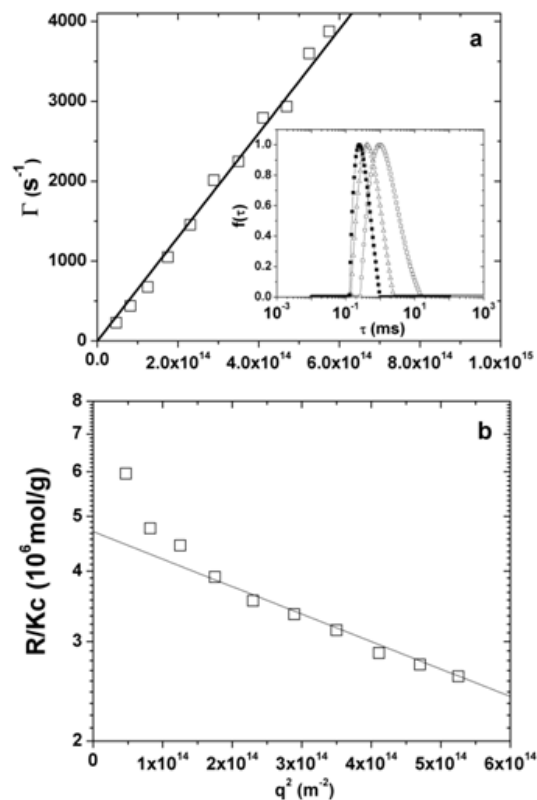 4000
a
3000
Γ (s⁻¹)
2000
1000
0
1.0
0.8
0.6
0.4
0.2
0.0
f(τ)
10⁻³ 10⁻¹ 10¹ 10³
τ (ms)
0.0 2.0x10¹⁴ 4.0x10¹⁴ 6.0x10¹⁴ 8.0x10¹⁴ 1.0x10¹⁵
8
b
7
6
5
4
3
2
R/Kc (10⁶mol/g)
0 1x10¹⁴ 2x10¹⁴ 3x10¹⁴ 4x10¹⁴ 5x10¹⁴ 6x10¹⁴
q² (m⁻²)